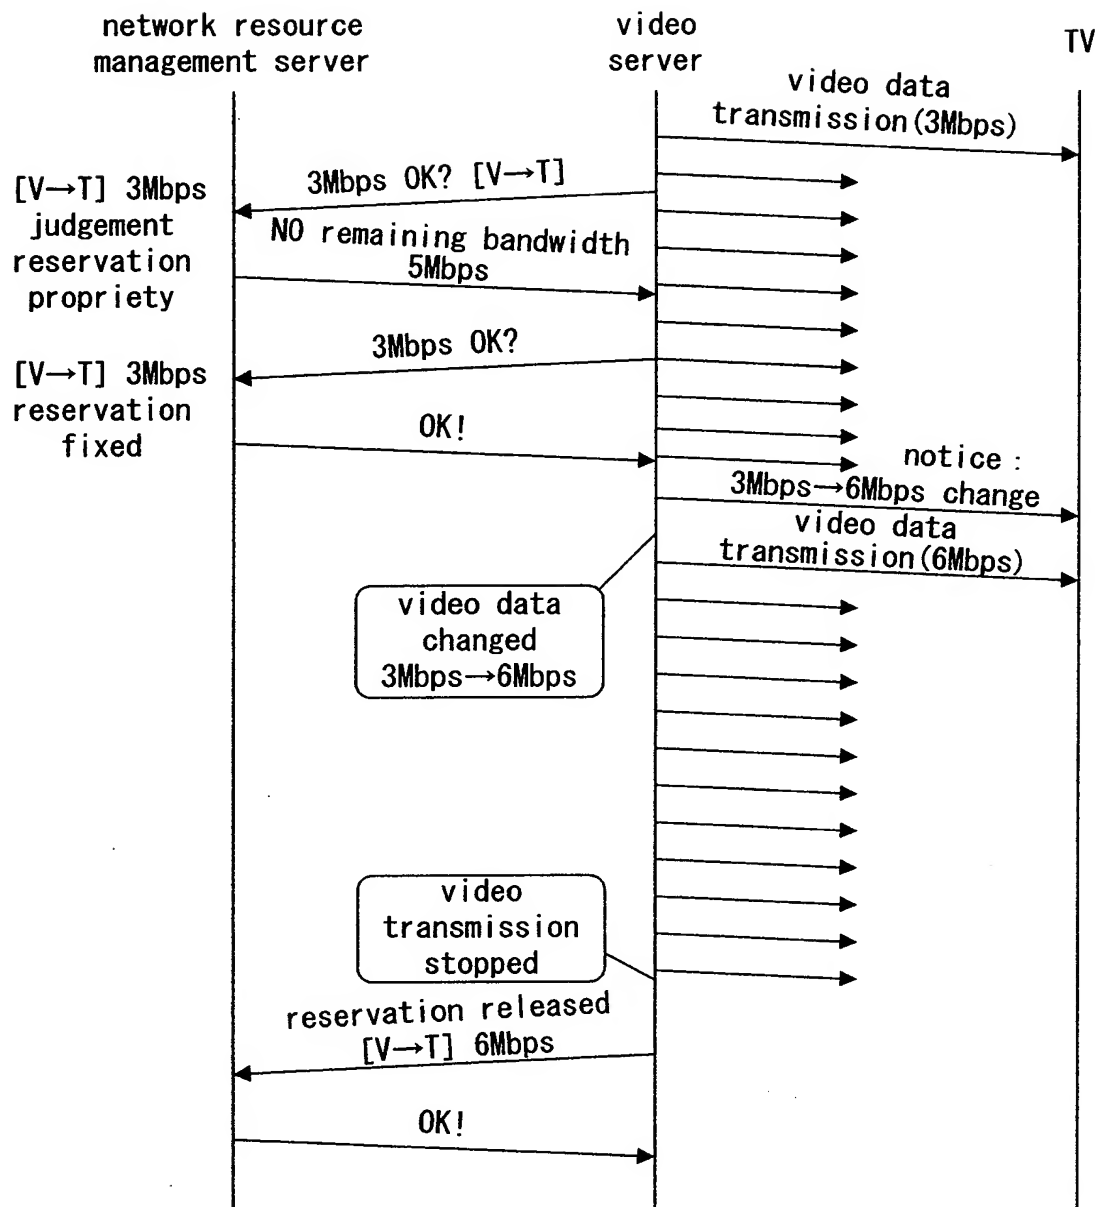 network resource
management server
video
server
TV
video data
transmission(3Mbps)
[V→T] 3Mbps
judgement
reservation
propriety
3Mbps OK? [V→T]
NO remaining bandwidth
5Mbps
3Mbps OK?
[V→T] 3Mbps
reservation
fixed
OK!
notice:
3Mbps→6Mbps change
video data
transmission(6Mbps)
video data
changed
3Mbps→6Mbps
video
transmission
stopped
reservation released
[V→T] 6Mbps
OK!